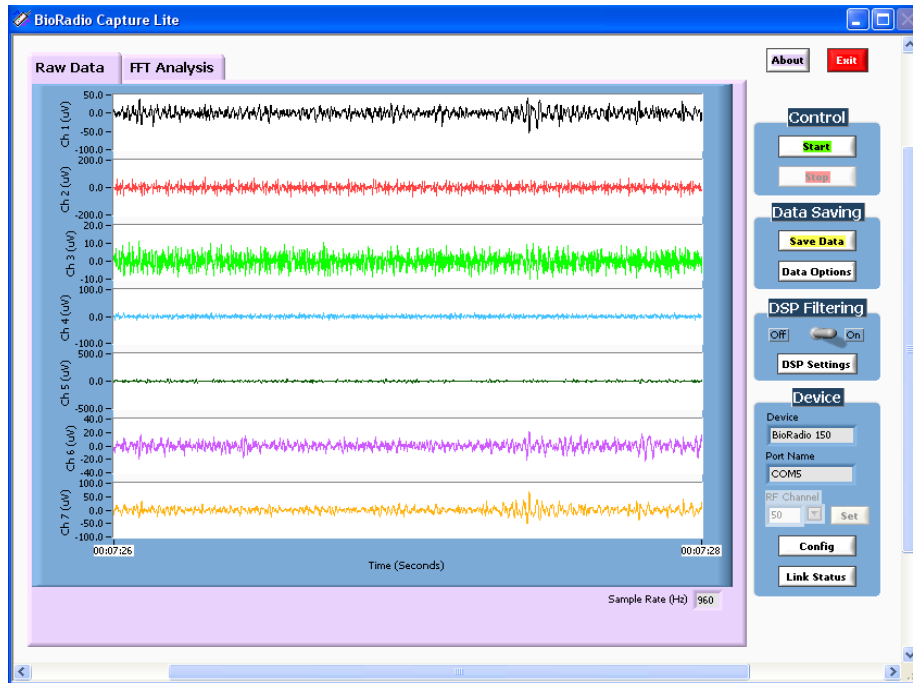 BioRadio Capture Lite
Raw Data
FFT Analysis
About
Exit
Ch 1 (uV)
50.0
0.0
-50.0
-100.0
Ch 2 (uV)
200.0
0.0
-200.0
Ch 3 (uV)
20.0
10.0
0.0
-10.0
Ch 4 (uV)
100.0
0.0
-100.0
Ch 5 (uV)
500.0
0.0
-500.0
Ch 6 (uV)
40.0
20.0
0.0
-20.0
-40.0
Ch 7 (uV)
100.0
50.0
0.0
-50.0
-100.0
00:07:26
00:07:28
Time (Seconds)
Sample Rate (Hz) 960
Control
Start
Stop
Data Saving
Save Data
Data Options
DSP Filtering
Off On
DSP Settings
Device
Device
BioRadio 150
Port Name
COM5
RF Channel
50 Set
Config
Link Status